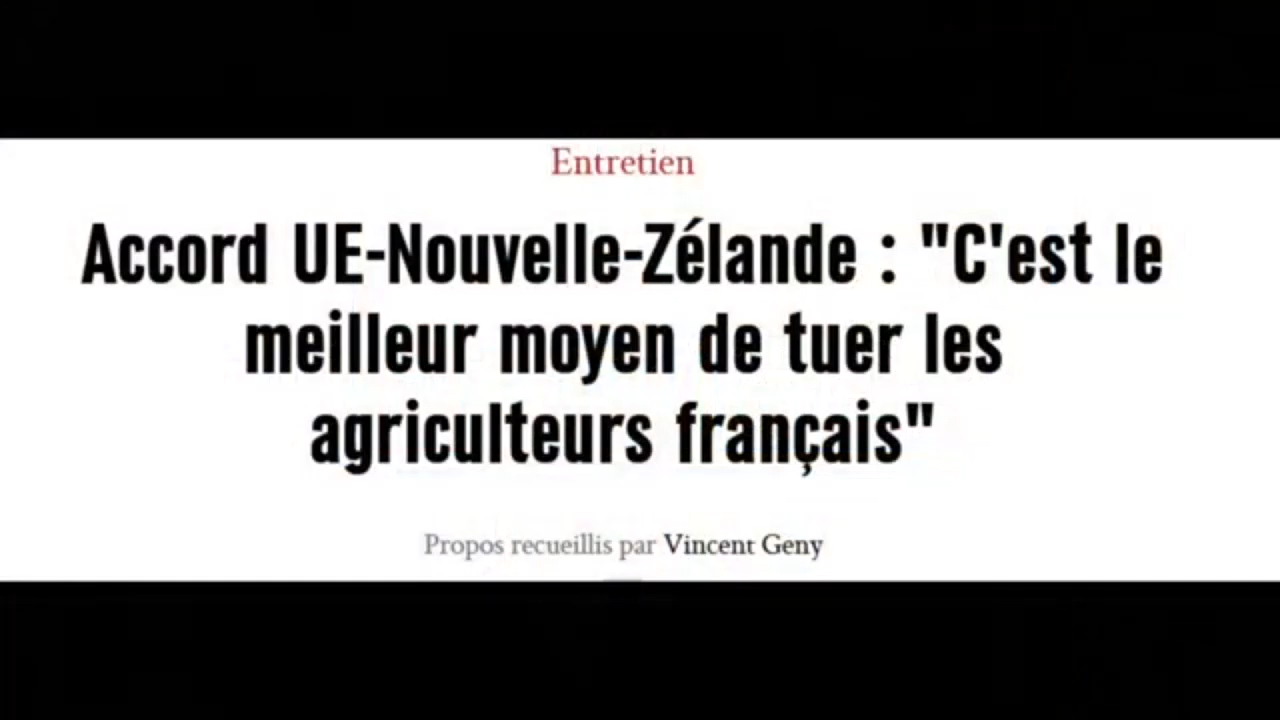 Entretien
Accord UE-Nouvelle-Zélande : "C'est le
meilleur moyen de tuer les
agriculteurs français"
Propos recueillis par Vincent Geny